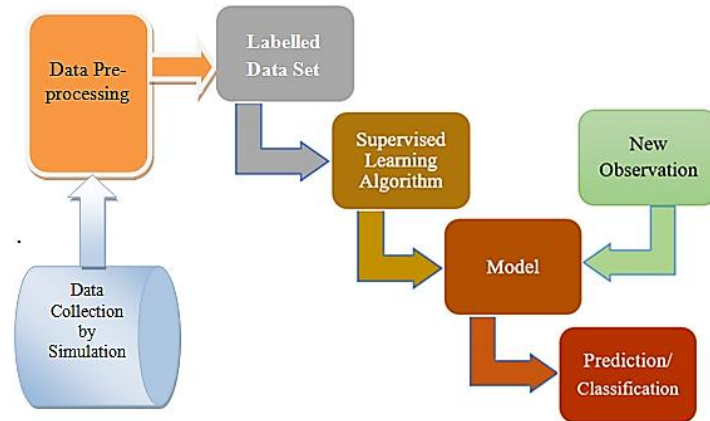 Data Pre-
processing
Labelled
Data Set
Supervised
Learning
Algorithm
New
Observation
Model
Data
Collection
by
Simulation
Prediction/
Classification